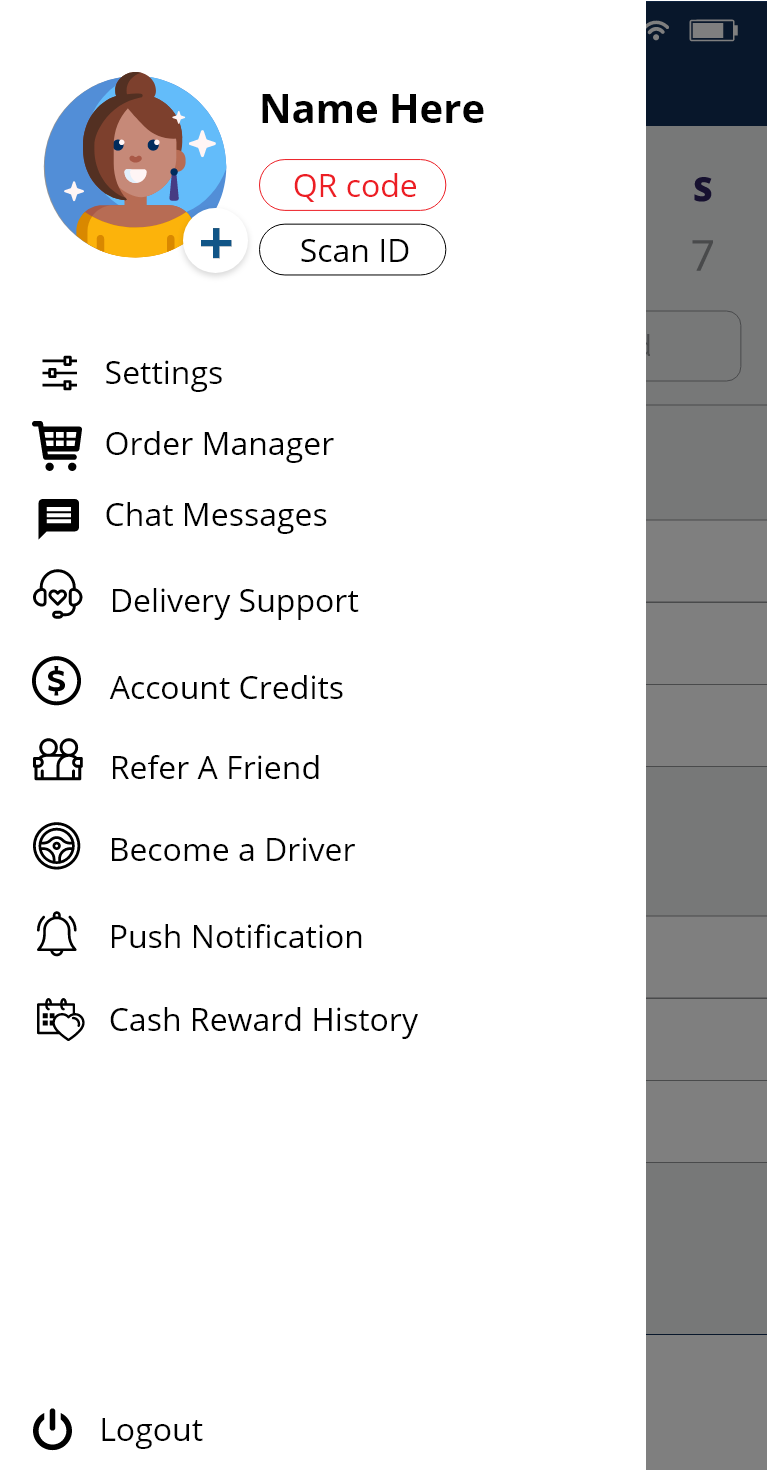 Name Here
QR code
Scan ID
S
7
d
Settings
Order Manager
Chat Messages
Delivery Support
Account Credits
Refer A Friend
Become a Driver
Push Notification
Cash Reward History
Logout